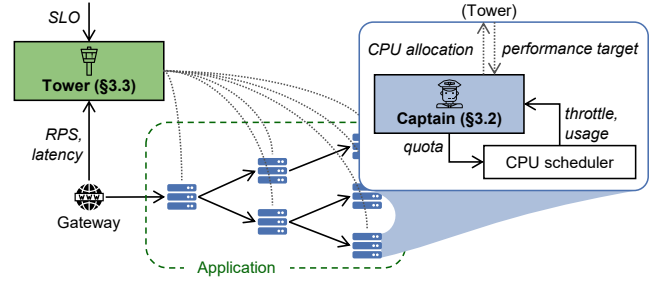 SLO
(Tower)
CPU allocation
performance target
Tower (§3.3)
Captain (§3.2)
RPS,
latency
throttle,
usage
quota
CPU scheduler
WWW
Gateway
Application